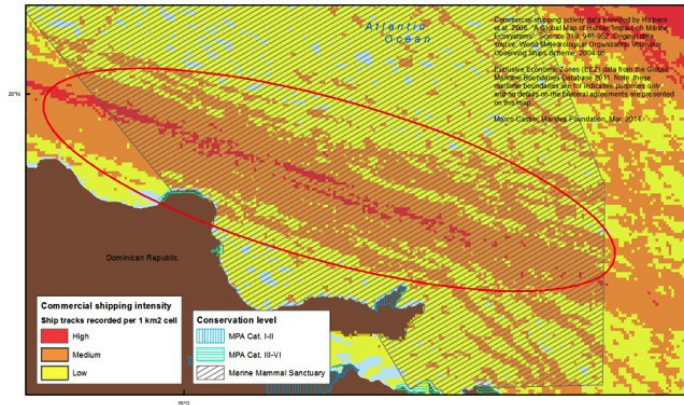 Atlantic
Ocean
Commercial shipping activity data provided by Halpern
et al. 2008. "A Global Map of Human Impact on Marine
Ecosystems". Science 319, 948-952. Original data
source: World Meteorological Organization Voluntary
Observing Ships Scheme, 2004-05.
Exclusive Economic Zones (EEZ) data from the Global
Maritime Boundaries Database 2011. Note: these
maritime boundaries are for indicative purposes only
and no details on the bilateral agreements are presented
on this map.
Marco Castro, MarViva Foundation, Mar. 2014
20°N
Dominican Republic
Commercial shipping intensity
Ship tracks recorded per 1 km2 cell
High
Medium
Low
Conservation level
MPA Cat. I-II
MPA Cat. III-VI
Marine Mammal Sanctuary